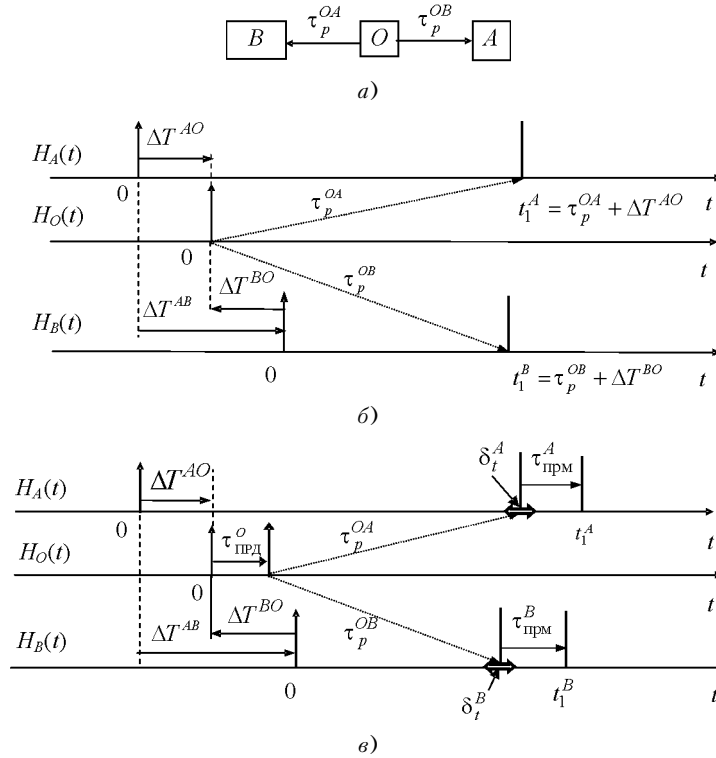 τ_p^{OA} τ_p^{OB}
B O A
а)
ΔT^{AO}
H_A(t)
0 τ_p^{OA} t_1^A = τ_p^{OA} + ΔT^{AO} t
H_O(t)
0 τ_p^{OB} t
ΔT^{BO}
ΔT^{AB}
H_B(t)
0 t_1^B = τ_p^{OB} + ΔT^{BO} t
б)
δ_t^A τ_{прм}^A
ΔT^{AO}
H_A(t)
0 τ_{ПРД}^O τ_p^{OA} t_1^A t
H_O(t)
0 t
ΔT^{AB} ΔT^{BO} τ_p^{OB} τ_{прм}^B
H_B(t)
0 δ_t^B t_1^B t
в)